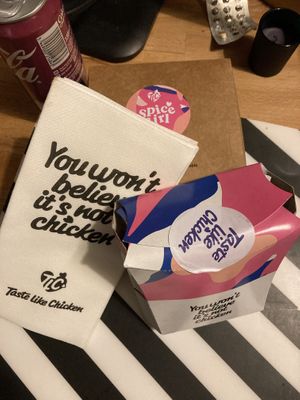 spice
girl
You won't
believe
it's not
chicken
TLC
Taste like Chicken
Taste
like
Chicken
You won't
believe
it's not
chicken